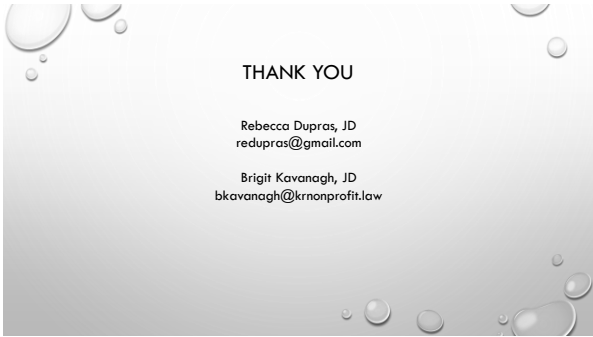 THANK YOU
Rebecca Dupras, JD
redupras@gmail.com
Brigit Kavanagh, JD
bkavanagh@krnonprofit.law